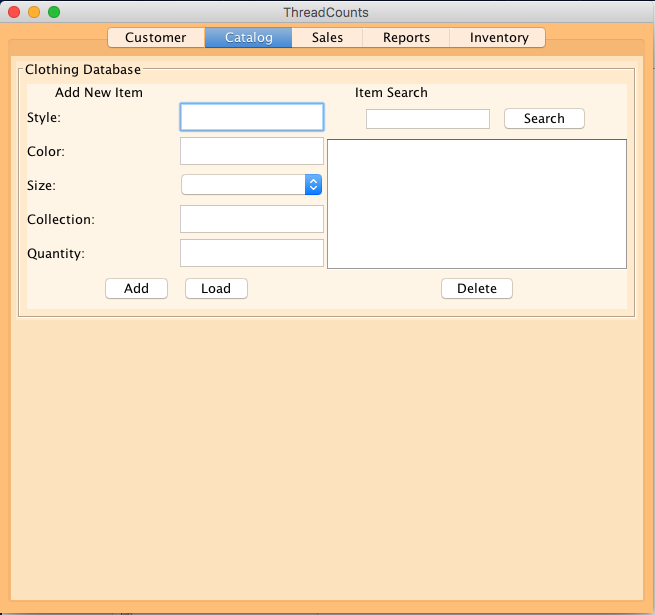 ThreadCounts
Customer Catalog Sales Reports Inventory
Clothing Database
Add New Item
Style:
Color:
Size:
Collection:
Quantity:
Add Load
Item Search
Search
Delete